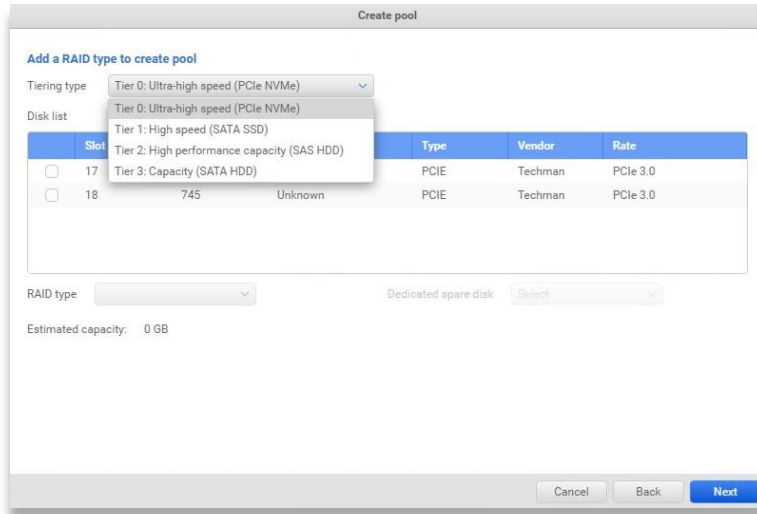 Create pool
Add a RAID type to create pool
Tiering type Tier 0: Ultra-high speed (PCIe NVMe)
Disk list
Tier 0: Ultra-high speed (PCIe NVMe)
Tier 1: High speed (SATA SSD)
Tier 2: High performance capacity (SAS HDD)
Tier 3: Capacity (SATA HDD)
Slot Type Vendor Rate
17 PCIE Techman PCIe 3.0
18 745 Unknown PCIE Techman PCIe 3.0
RAID type Dedicated spare disk Select
Estimated capacity: 0 GB
Cancel Back Next